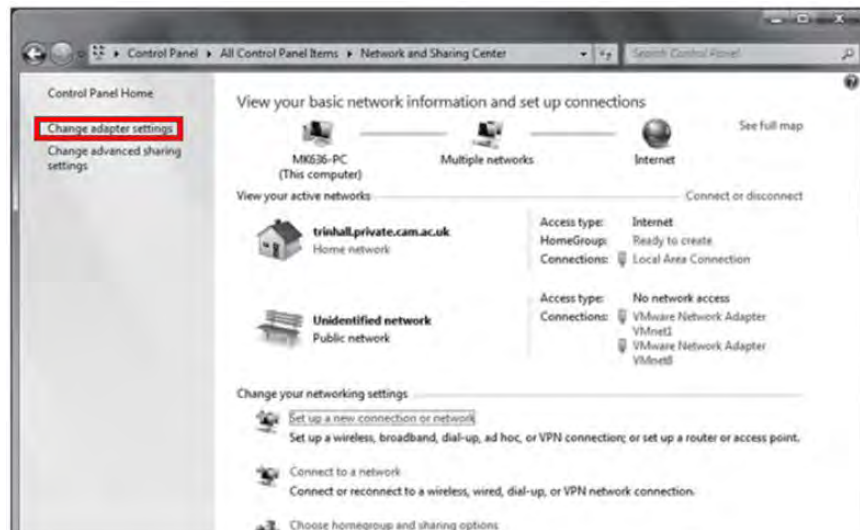 Control Panel ▸ All Control Panel Items ▸ Network and Sharing Center
Search Control Panel
Control Panel Home
Change adapter settings
Change advanced sharing
settings
View your basic network information and set up connections
See full map
MK636-PC
(This computer)
Multiple networks
Internet
View your active networks
Connect or disconnect
trinhall.private.cam.ac.uk
Home network
Access type: Internet
HomeGroup: Ready to create
Connections: Local Area Connection
Unidentified network
Public network
Access type: No network access
Connections: VMware Network Adapter
VMnet1
VMware Network Adapter
VMnet8
Change your networking settings
Set up a new connection or network
Set up a wireless, broadband, dial-up, ad hoc, or VPN connection; or set up a router or access point.
Connect to a network
Connect or reconnect to a wireless, wired, dial-up, or VPN network connection.
Choose homegroup and sharing options